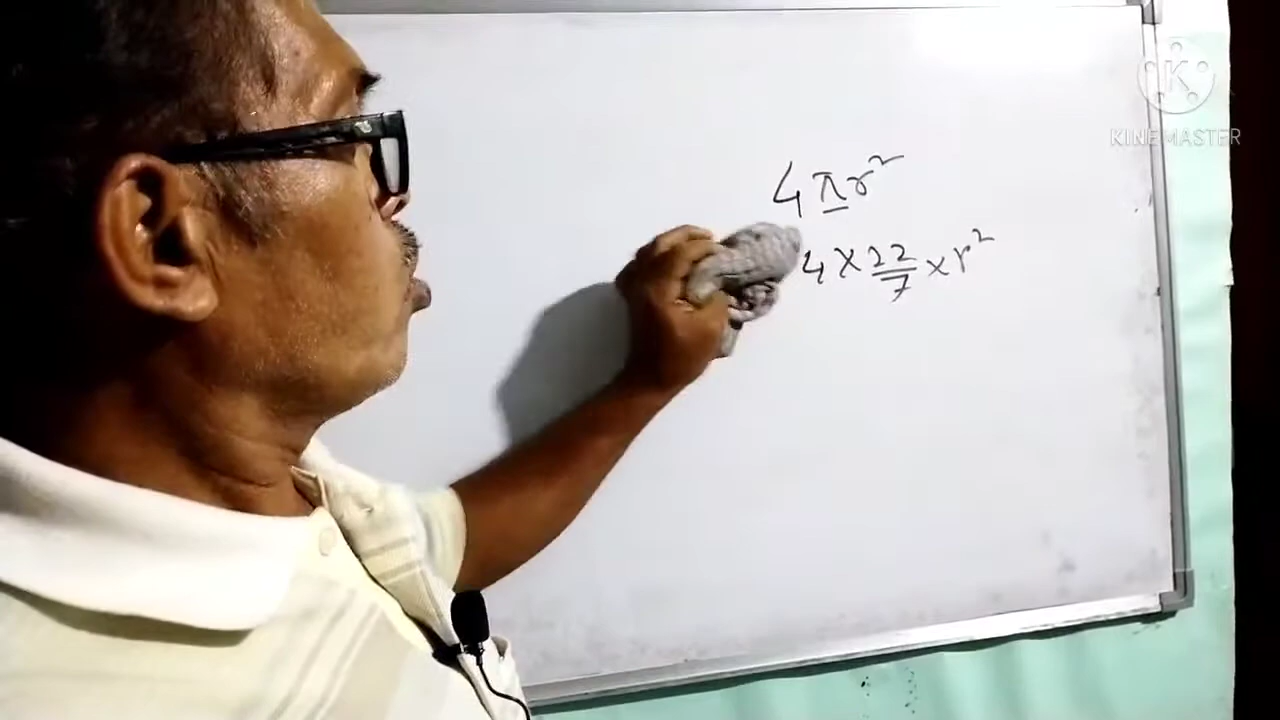 K
KINEMASTER
4πr²
4 × 22/7 × r²